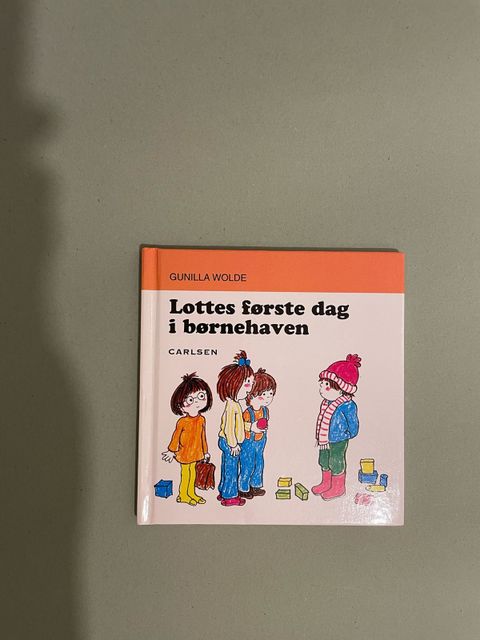 GUNILLA WOLDE
Lottes første dag
i børnehaven
CARLSEN